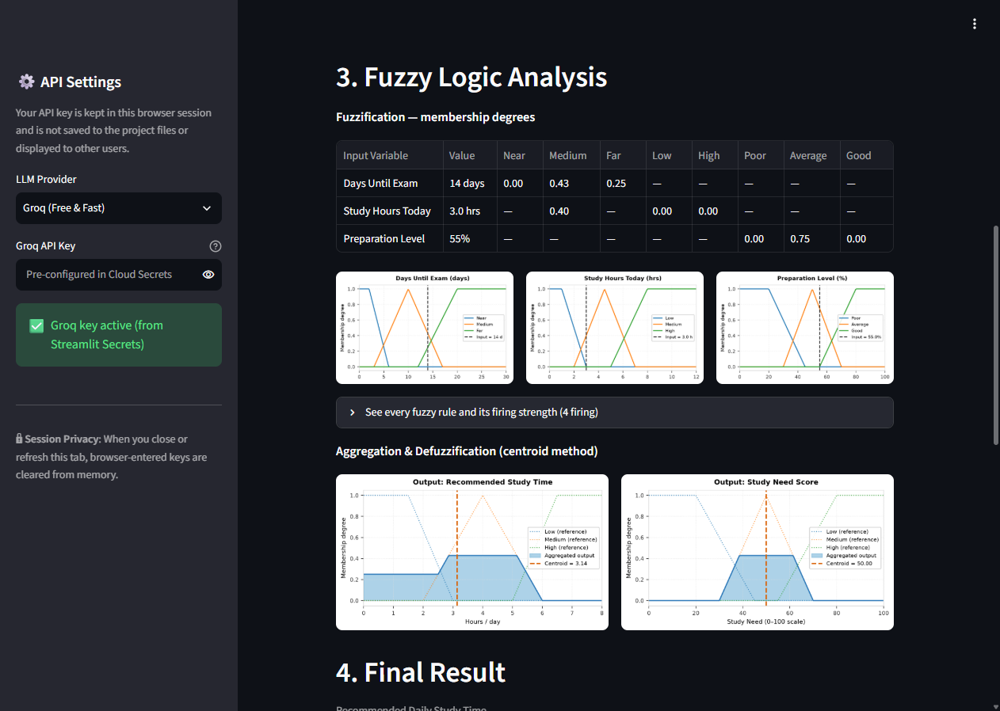 API Settings
Your API key is kept in this browser session
and is not saved to the project files or
displayed to other users.
LLM Provider
Groq (Free & Fast)
Groq API Key
Pre-configured in Cloud Secrets
Groq key active (from
Streamlit Secrets)
Session Privacy: When you close or
refresh this tab, browser-entered keys are
cleared from memory.
3. Fuzzy Logic Analysis
Fuzzification — membership degrees
Input Variable Value Near Medium Far Low High Poor Average Good
Days Until Exam 14 days 0.00 0.43 0.25 — — — — —
Study Hours Today 3.0 hrs — 0.40 — 0.00 0.00 — — —
Preparation Level 55% — — — — — 0.00 0.75 0.00
Days Until Exam (days)
Membership degree
1.0
0.8
0.6
0.4
0.2
0.0
0 5 10 15 20 25 30
Near
Medium
Far
Input = 14 d
Study Hours Today (hrs)
Membership degree
1.0
0.8
0.6
0.4
0.2
0.0
0 2 4 6 8 10 12
Low
Medium
High
Input = 3.0 h
Preparation Level (%)
Membership degree
1.0
0.8
0.6
0.4
0.2
0.0
0 20 40 60 80 100
Poor
Average
Good
Input = 55.0%
See every fuzzy rule and its firing strength (4 firing)
Aggregation & Defuzzification (centroid method)
Output: Recommended Study Time
Membership degree
1.0
0.8
0.6
0.4
0.2
0.0
0 1 2 3 4 5 6 7 8
Hours / day
Low (reference)
Medium (reference)
High (reference)
Aggregated output
Centroid = 3.14
Output: Study Need Score
Membership degree
1.0
0.8
0.6
0.4
0.2
0.0
0 20 40 60 80 100
Study Need (0–100 scale)
Low (reference)
Medium (reference)
High (reference)
Aggregated output
Centroid = 50.00
4. Final Result
Recommended Daily Study Time